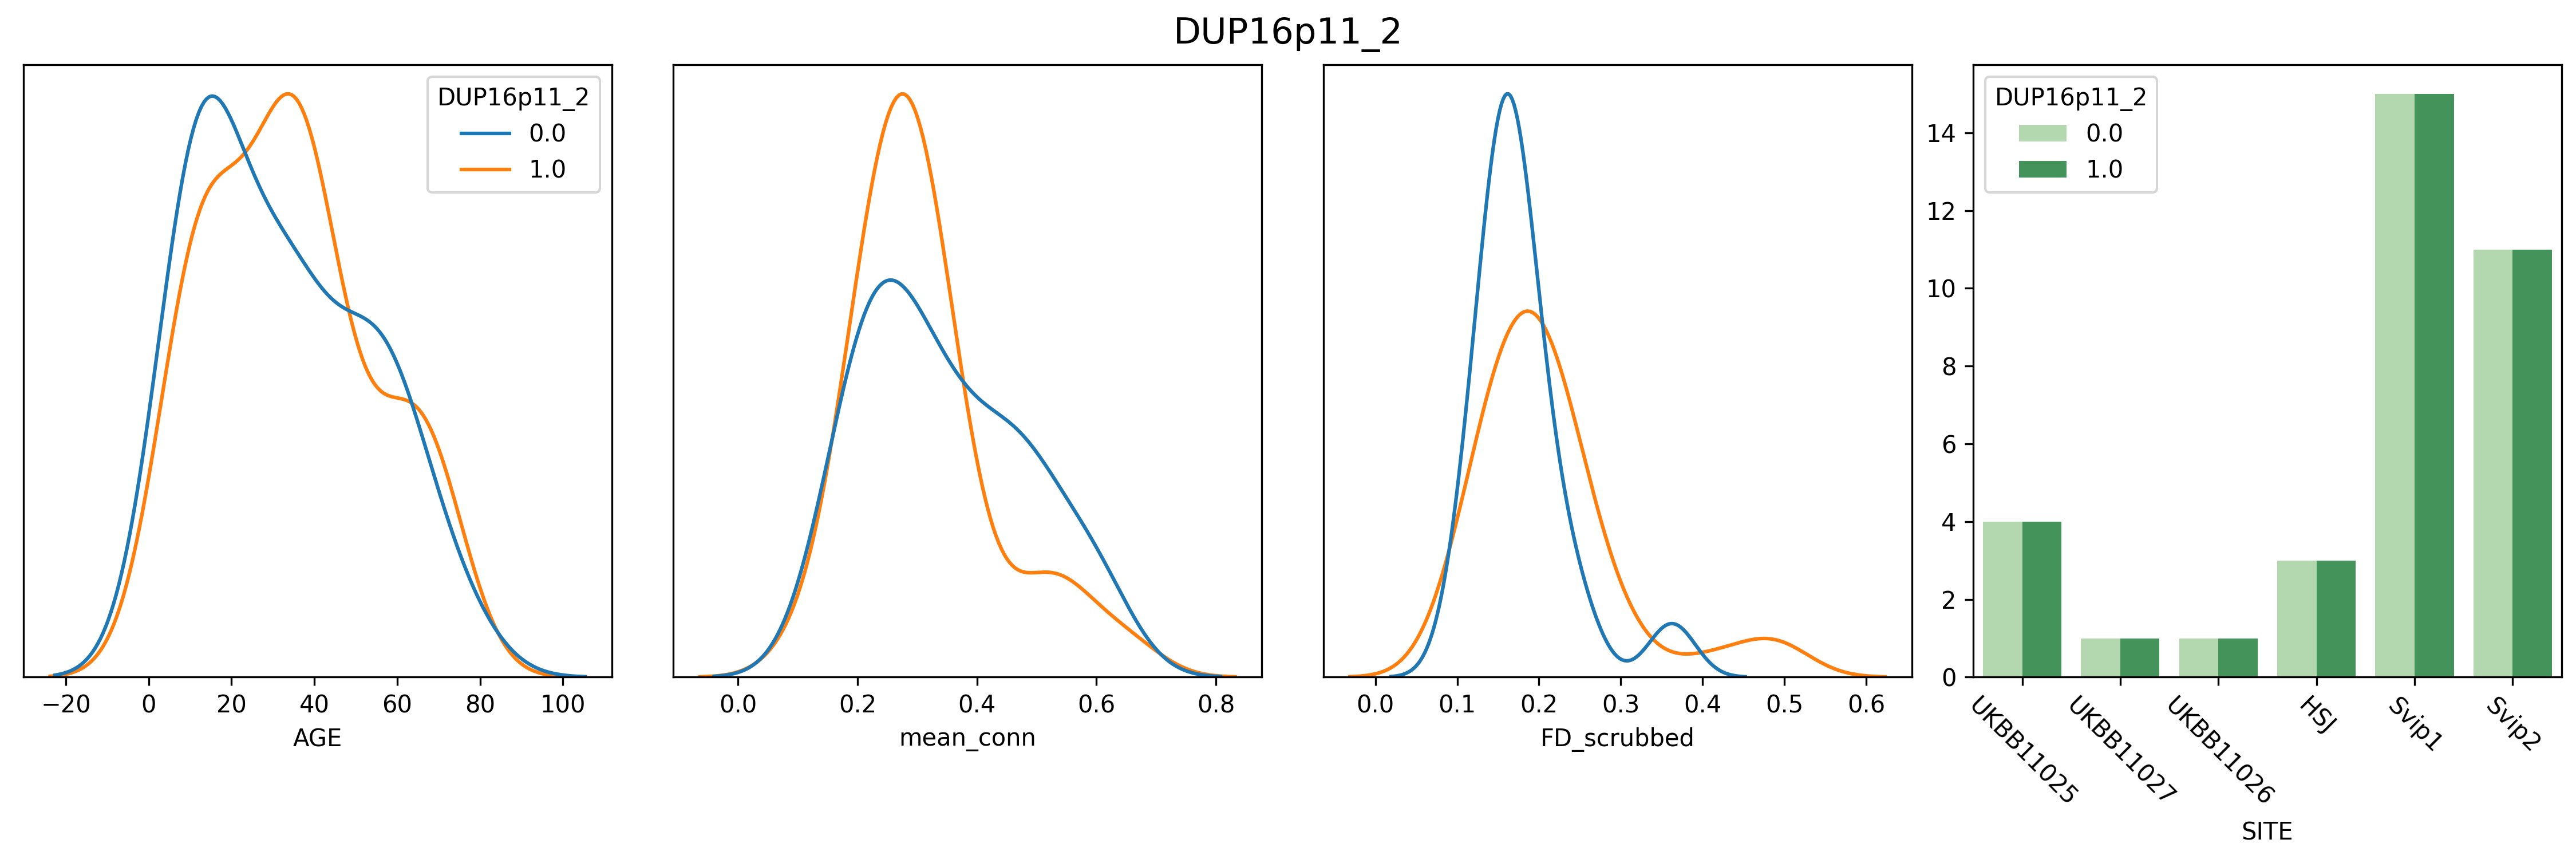 DUP16p11_2
DUP16p11_2
0.0
1.0
−20 0 20 40 60 80 100
AGE
0.0 0.2 0.4 0.6 0.8
mean_conn
0.0 0.1 0.2 0.3 0.4 0.5 0.6
FD_scrubbed
DUP16p11_2
0.0
1.0
14
12
10
8
6
4
2
0
UKBB11025 UKBB11027 UKBB11026 HSJ Svip1 Svip2
SITE